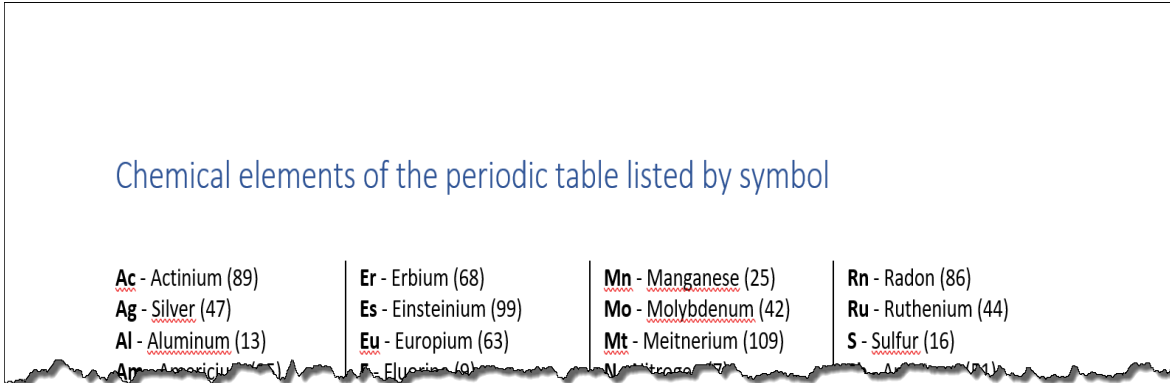 Chemical elements of the periodic table listed by symbol
Ac - Actinium (89)
Ag - Silver (47)
Al - Aluminum (13)
Er - Erbium (68)
Es - Einsteinium (99)
Eu - Europium (63)
Mn - Manganese (25)
Mo - Molybdenum (42)
Mt - Meitnerium (109)
Rn - Radon (86)
Ru - Ruthenium (44)
S - Sulfur (16)